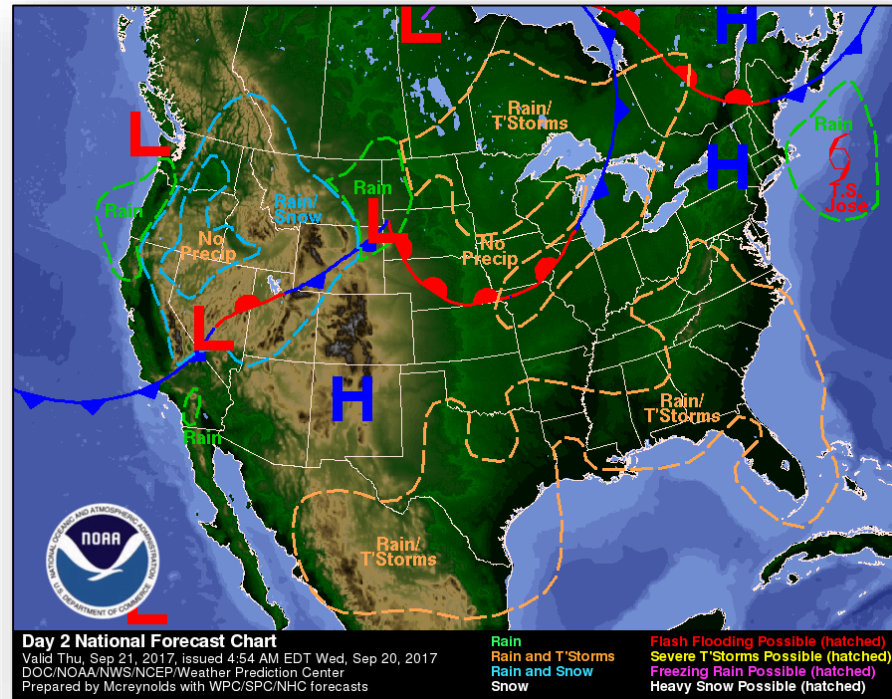 L
H
L
Rain/
T'Storms
Rain
T.S.
Jose
H
Rain
Rain/
Snow
Rain
L
No
Precip
No
Precip
L
H
Rain
Rain/
T'Storms
Rain/
T'Storms
NATIONAL OCEANIC AND ATMOSPHERIC ADMINISTRATION
NOAA
U.S. DEPARTMENT OF COMMERCE
L
Day 2 National Forecast Chart
Valid Thu, Sep 21, 2017, issued 4:54 AM EDT Wed, Sep 20, 2017
DOC/NOAA/NWS/NCEP/Weather Prediction Center
Prepared by Mcreynolds with WPC/SPC/NHC forecasts
Rain
Rain and T'Storms
Rain and Snow
Snow
Flash Flooding Possible (hatched)
Severe T'Storms Possible (hatched)
Freezing Rain Possible (hatched)
Heavy Snow Possible (hatched)